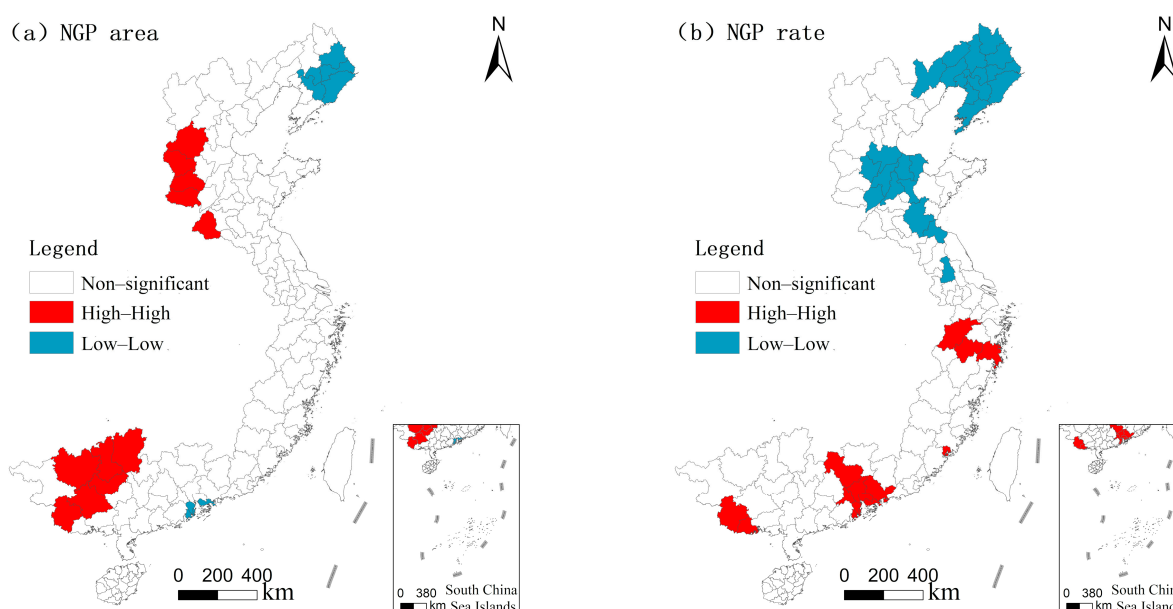 (a) NGP area
N
Legend
Non–significant
High–High
Low–Low
0 200 400
km
0 380
km
South China
Sea Islands
(b) NGP rate
N
Legend
Non–significant
High–High
Low–Low
0 200 400
km
0 380
km
South China
Sea Islands